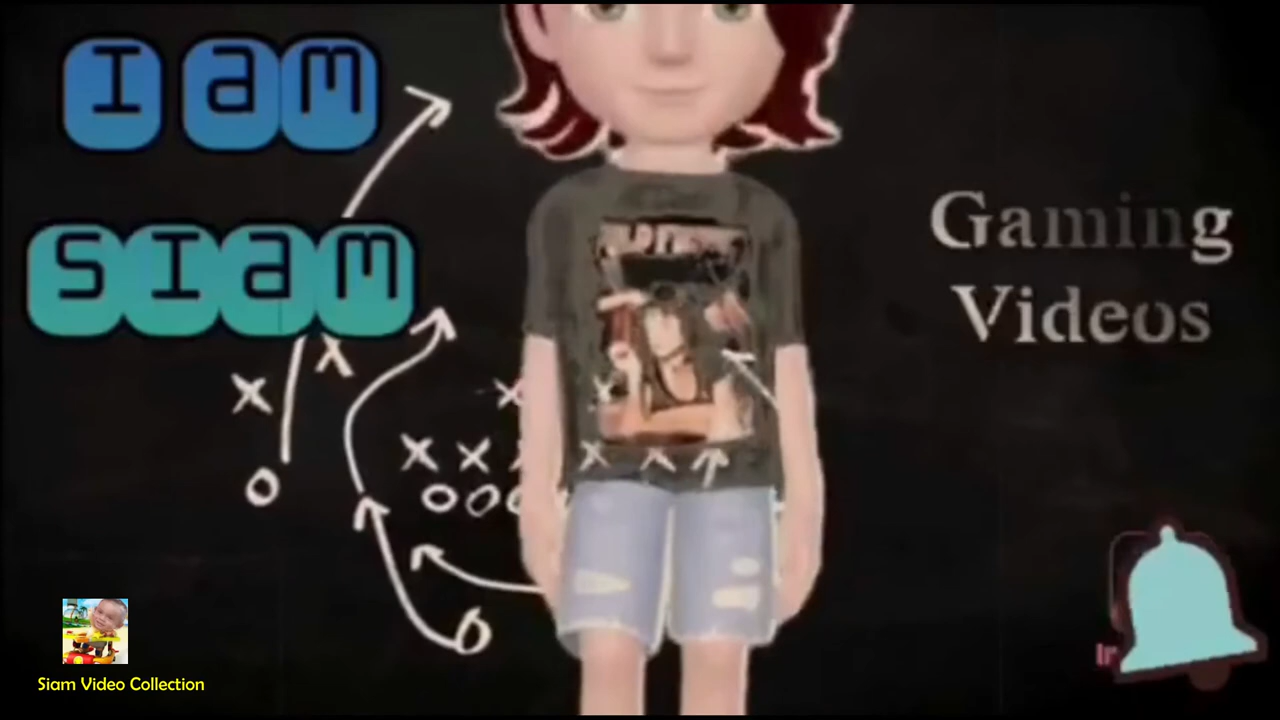 I am
SIam
Gaming
Videos
Siam Video Collection